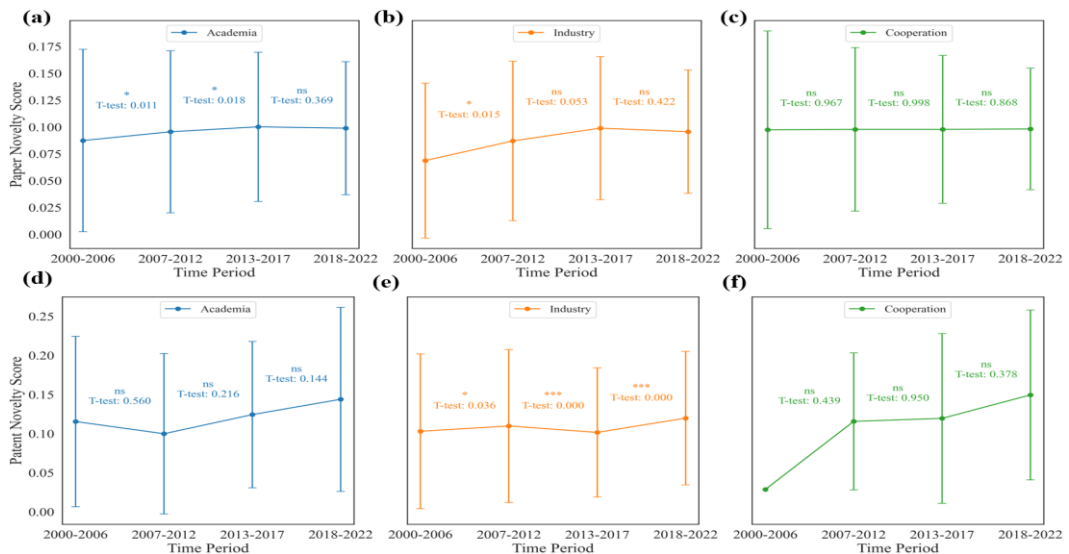 (a)
Academia
Paper Novelty Score
0.175
0.150
0.125
0.100
0.075
0.050
0.025
0.000
*
T-test: 0.011
*
T-test: 0.018
ns
T-test: 0.369
2000-2006 2007-2012 2013-2017 2018-2022
Time Period
(b)
Industry
*
T-test: 0.015
ns
T-test: 0.053
ns
T-test: 0.422
2000-2006 2007-2012 2013-2017 2018-2022
Time Period
(c)
Cooperation
ns
T-test: 0.967
ns
T-test: 0.998
ns
T-test: 0.868
2000-2006 2007-2012 2013-2017 2018-2022
Time Period
(d)
Academia
Patent Novelty Score
0.25
0.20
0.15
0.10
0.05
0.00
ns
T-test: 0.560
ns
T-test: 0.216
ns
T-test: 0.144
2000-2006 2007-2012 2013-2017 2018-2022
Time Period
(e)
Industry
*
T-test: 0.036
***
T-test: 0.000
***
T-test: 0.000
2000-2006 2007-2012 2013-2017 2018-2022
Time Period
(f)
Cooperation
ns
T-test: 0.439
ns
T-test: 0.950
ns
T-test: 0.378
2000-2006 2007-2012 2013-2017 2018-2022
Time Period